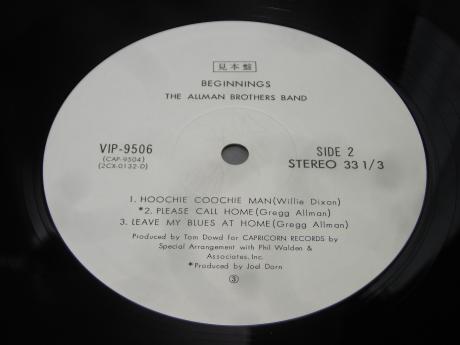 見本盤
BEGINNINGS
THE ALLMAN BROTHERS BAND
VIP-9506
(CAP-9504)
(2CX-0132-D)
SIDE 2
STEREO 33 1/3
1. HOOCHIE COOCHIE MAN(Willie Dixon)
*2. PLEASE CALL HOME(Gregg Allman)
3. LEAVE MY BLUES AT HOME(Gregg Allman)
Produced by Tom Dowd for CAPRICORN RECORDS by
Special Arrangement with Phil Walden &
Associates, Inc.
*Produced by Joel Dorn
③